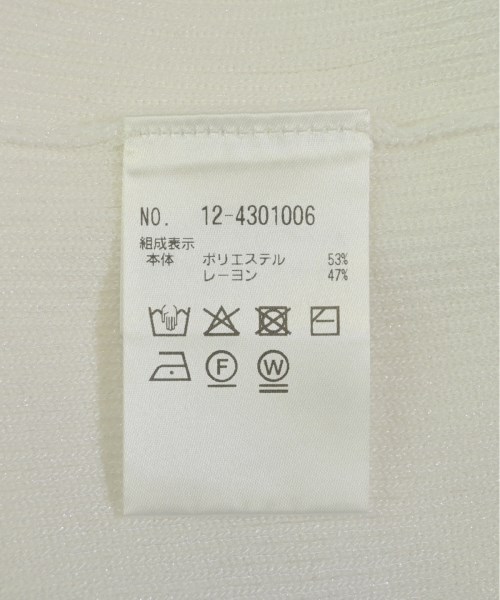 NO. 12-4301006
組成表示
本体 ポリエステル 53%
レーヨン 47%
F W